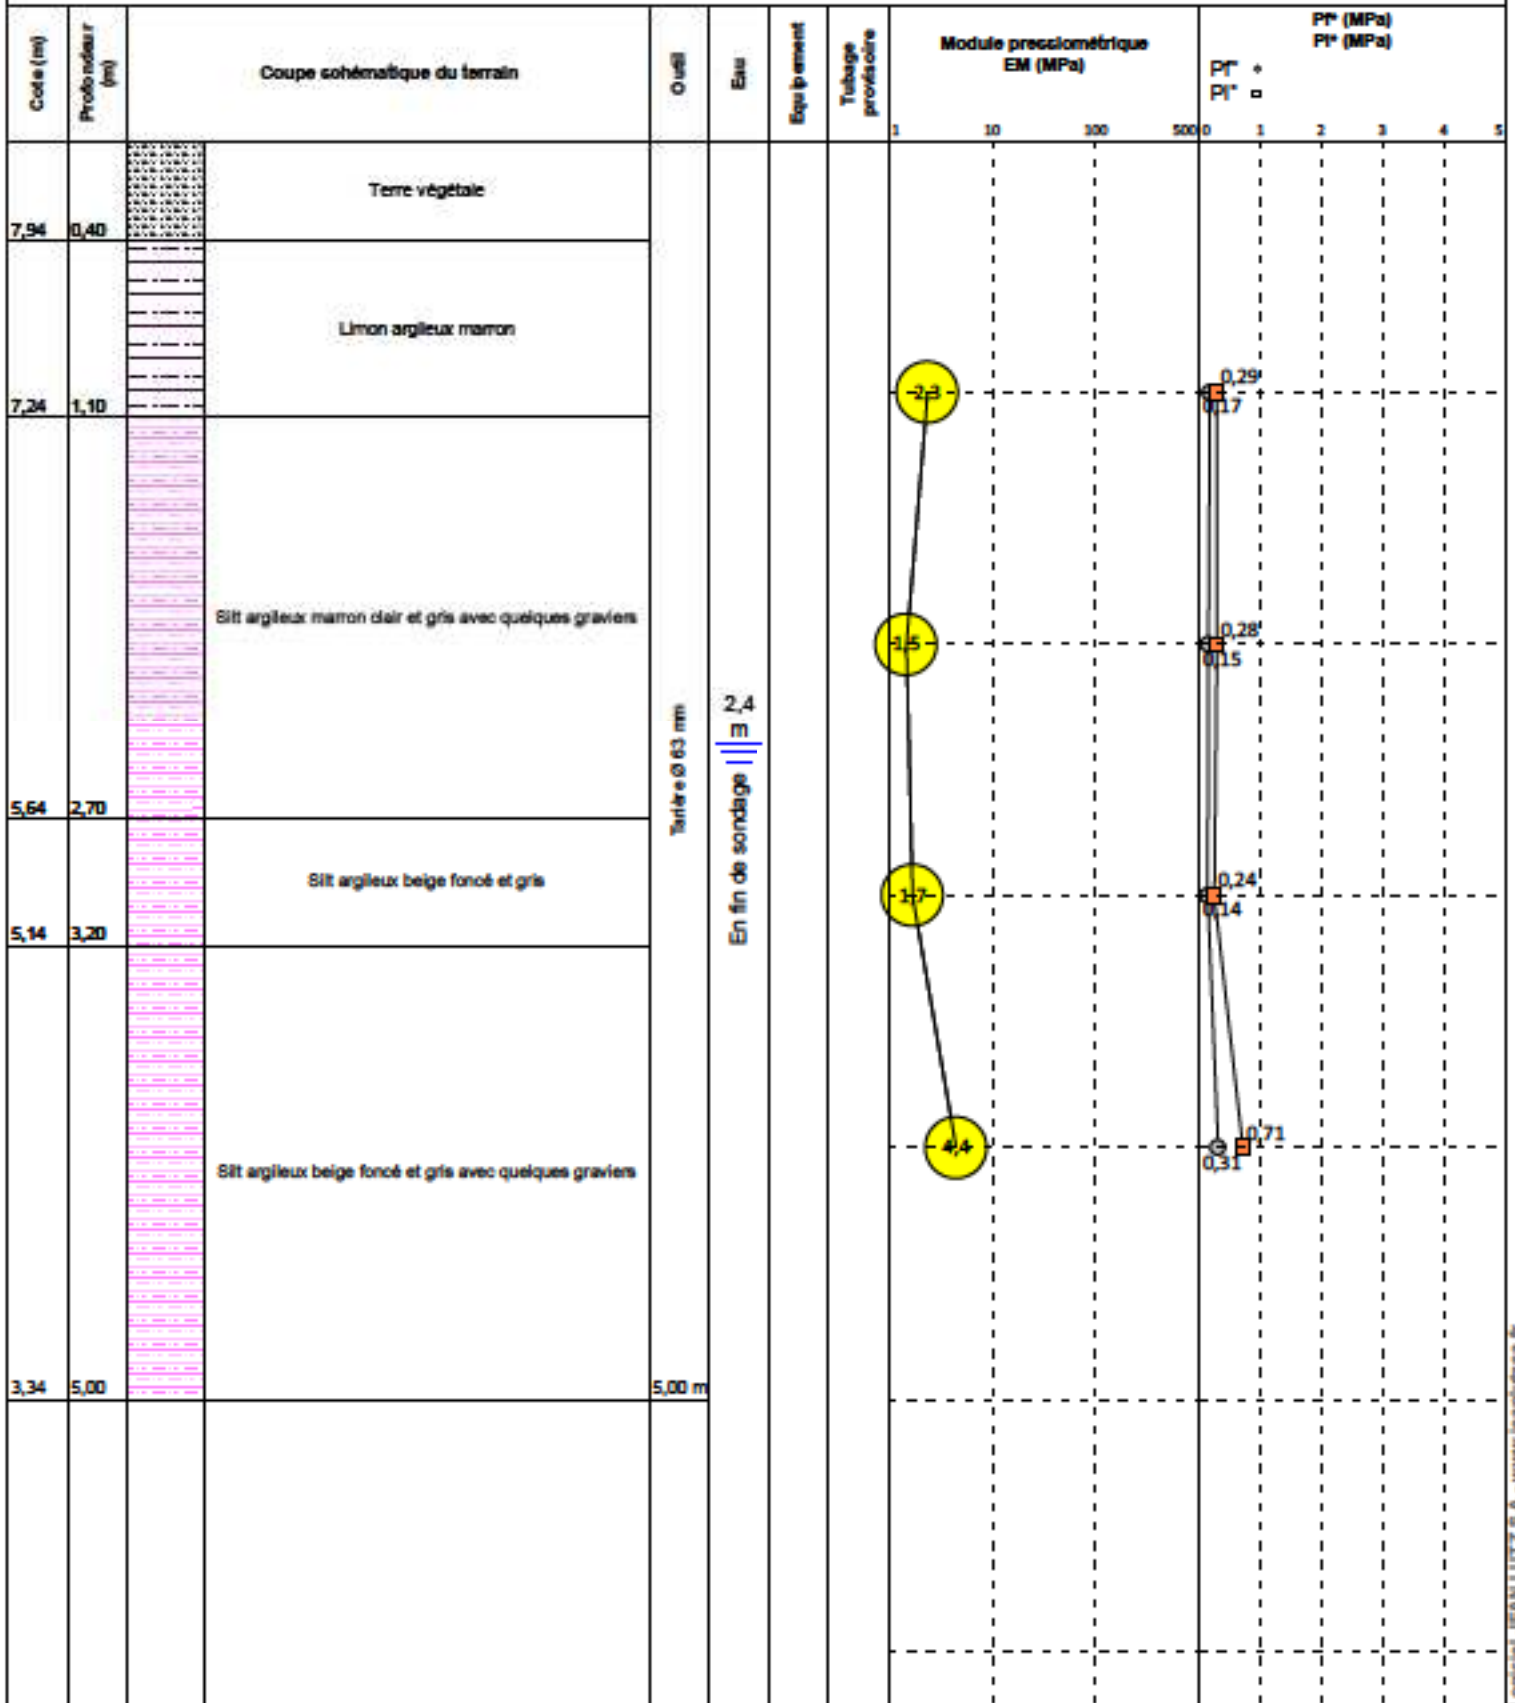 Cote (m)
Profondeur
(m)
Coupe schématique du terrain
Outil
Eau
Equipement
Tubage
provisoire
Module pressiométrique
EM (MPa)
Pf* (MPa)
Pl* (MPa)
Pf*
Pl*
1 10 100 500 0 1 2 3 4 5
Terre végétale
7,94 0,40
Limon argileux marron
2,3
0,29
0,17
7,24 1,10
Silt argileux marron clair et gris avec quelques graviers
1,5
0,28
0,15
2,4
m
Tarière Ø 63 mm
En fin de sondage
5,64 2,70
Silt argileux beige foncé et gris
1,7
0,24
0,14
5,14 3,20
Silt argileux beige foncé et gris avec quelques graviers
4,4
0,71
0,31
3,34 5,00
5,00 m